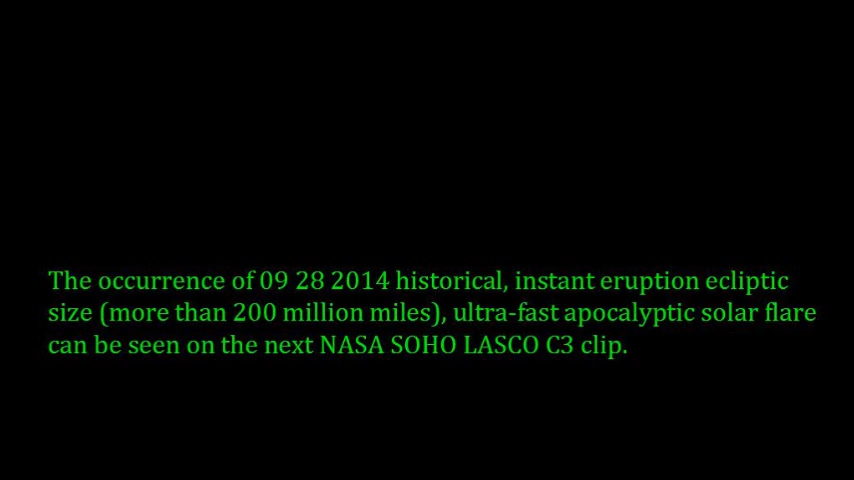 The occurrence of 09 28 2014 historical, instant eruption ecliptic
size (more than 200 million miles), ultra-fast apocalyptic solar flare
can be seen on the next NASA SOHO LASCO C3 clip.